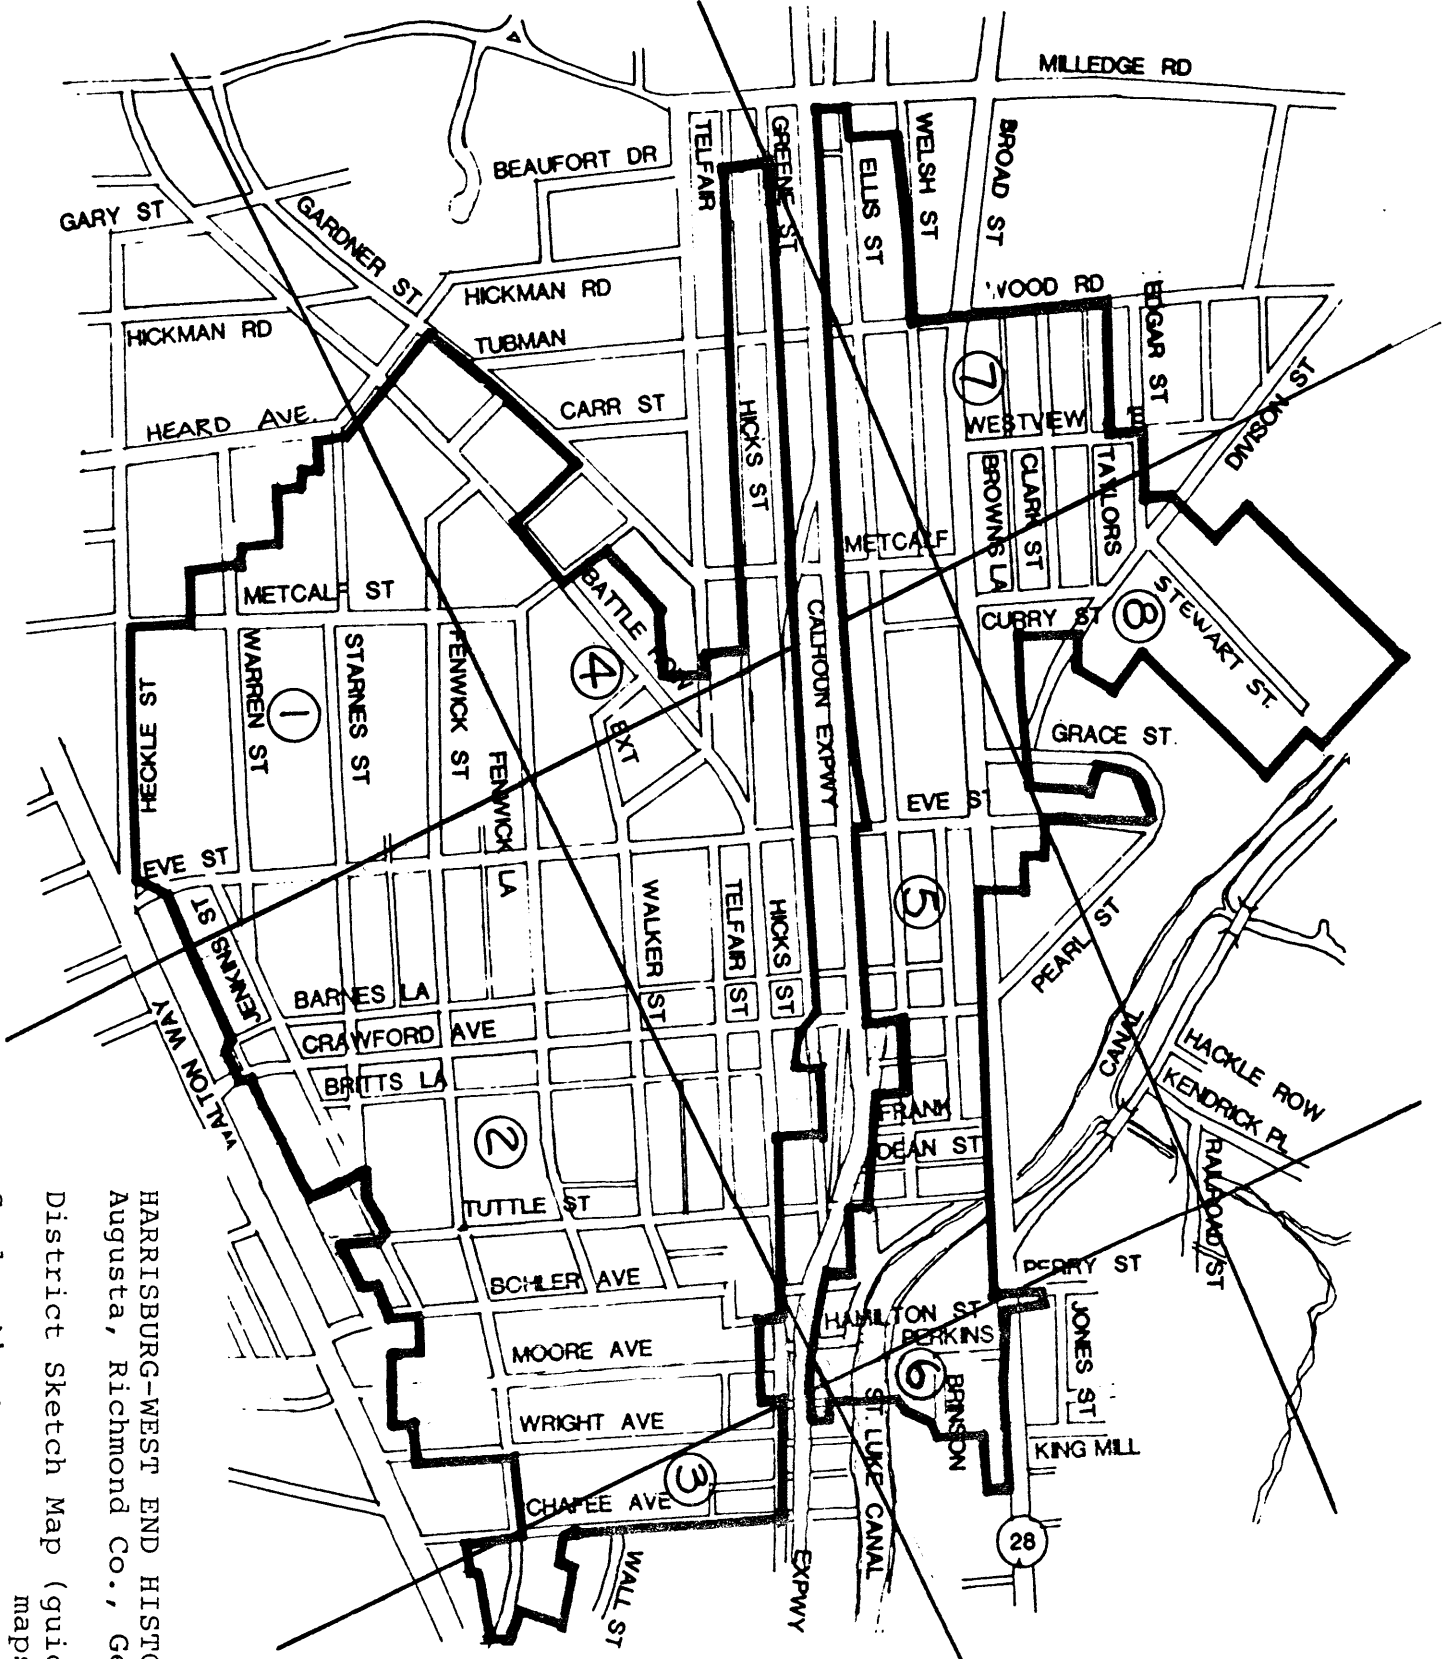 MILLEDGE RD
BROAD ST
WELSH ST
ELLIS ST
GREENE ST
TELFAIR
BEAUFORT DR
GARY ST
GARDNER ST
HICKMAN RD
HICKMAN RD
TUBMAN
WOOD RD
EDGAR ST
DIVISON ST
7
WESTVIEW
CARR ST
HICKS ST
HEARD AVE.
BROWNS LA
CLARK ST
TAYLORS
METCALF
METCALF ST
BATTLE
CURRY ST
8
STEWART ST.
CALHOUN EXPWY
WARREN ST
STARNES ST
FENWICK ST
4
EXT
1
HECKLE ST
GRACE ST.
FENWICK LA
EVE ST
EVE ST
5
JENKINS ST
WALKER ST
TELFAIR ST
HICKS ST
PEARL ST
BARNES LA
CRAWFORD AVE
BRITTS LA
WALTON WAY
CANAL
HACKLE ROW
KENDRICK PL
RAILROAD ST
FRANK
DEAN ST
2
TUTTLE ST
BOHLER AVE
PERRY ST
HAMILTON ST
PERKINS
JONES ST
MOORE AVE
6
BRINSON
WRIGHT AVE
ST. LUKE CANAL
KING MILL
3
CHAFEE AVE
28
WALL ST
EXPWY
HARRISBURG-WEST END HISTO
Augusta, Richmond Co., Ge
District Sketch Map (guid
maps